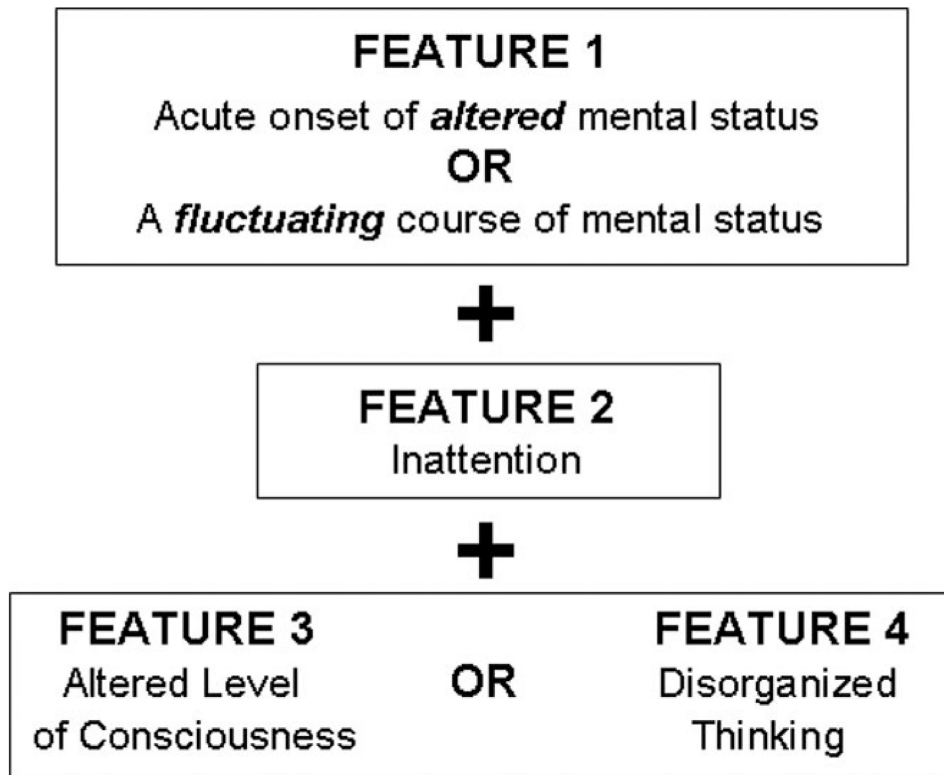 FEATURE 1
Acute onset of altered mental status
OR
A fluctuating course of mental status
+
FEATURE 2
Inattention
+
FEATURE 3
Altered Level
of Consciousness
OR
FEATURE 4
Disorganized
Thinking